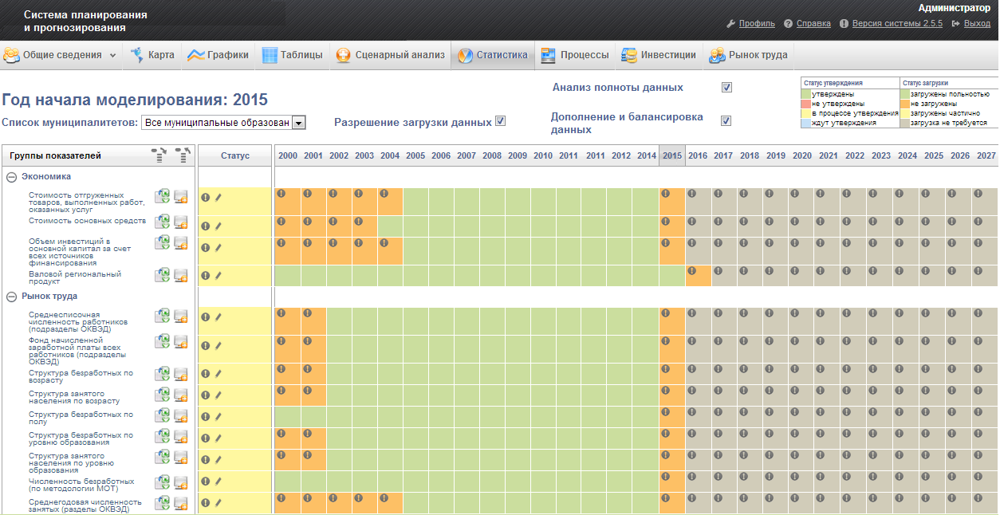 Система планирования
и прогнозирования
Администратор
Профиль Справка Версия системы 2.5.5 Выход
Общие сведения Карта Графики Таблицы Сценарный анализ Статистика Процессы Инвестиции Рынок труда
Год начала моделирования: 2015
Список муниципалитетов: Все муниципальные образован
Разрешение загрузки данных
Анализ полноты данных
Дополнение и балансировка
данных
Статус утверждения Статус загрузки
утверждены загружены польностью
не утверждены не загружены
в процессе утверждения загружены частично
ждут утверждения загрузка не требуется
Группы показателей Статус 2000 2001 2002 2003 2004 2005 2006 2007 2008 2009 2010 2011 2011 2012 2014 2015 2016 2017 2018 2019 2020 2021 2022 2023 2024 2025 2026 2027
Экономика
Стоимость отгруженных
товаров, выполненных работ,
оказанных услуг
Стоимость основных средств
Объем инвестиций в
основной капитал за счет
всех источников
финансирования
Валовой региональный
продукт
Рынок труда
Среднесписочная
численность работников
(подразделы ОКВЭД)
Фонд начисленной
заработной платы всех
работников (подразделы
ОКВЭД)
Структура безработных по
возрасту
Структура занятого
населения по возрасту
Структура безработных по
полу
Структура безработных по
уровню образования
Структура занятого
населения по уровню
образования
Численность безработных
(по методологии МОТ)
Среднегодовая численность
занятых (разделы ОКВЭД)